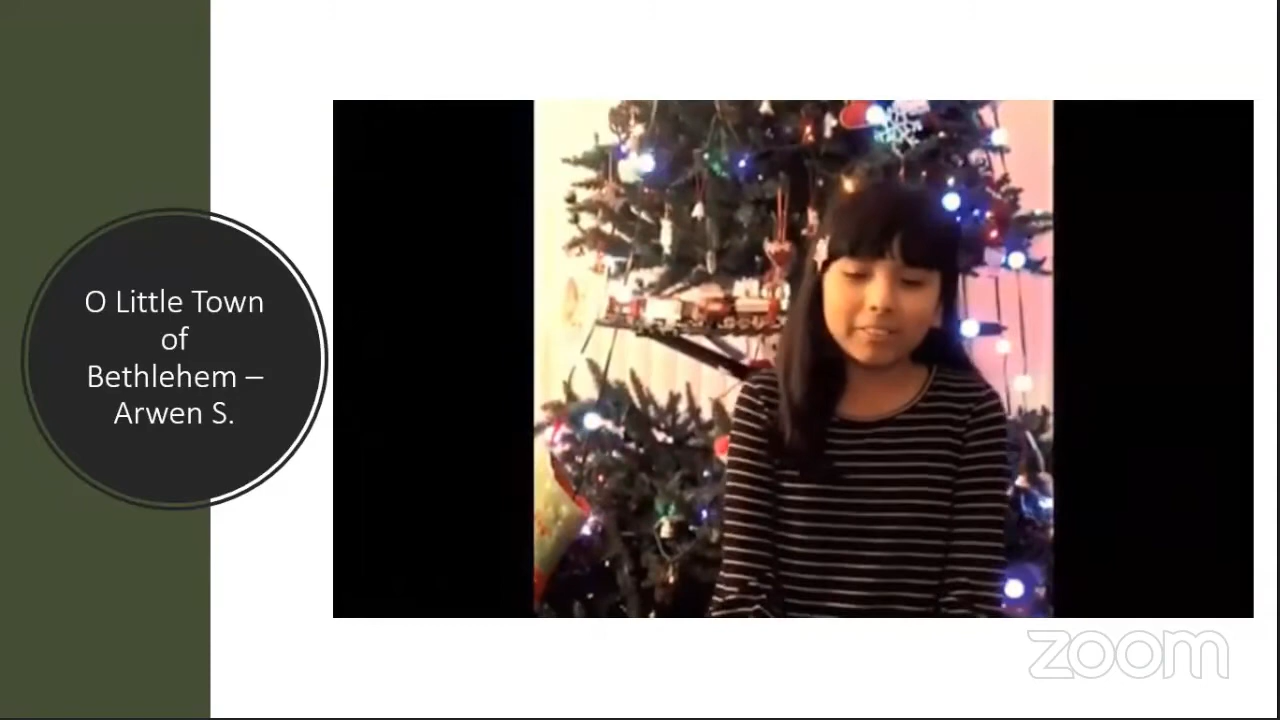 O Little Town
of
Bethlehem –
Arwen S.
zoom